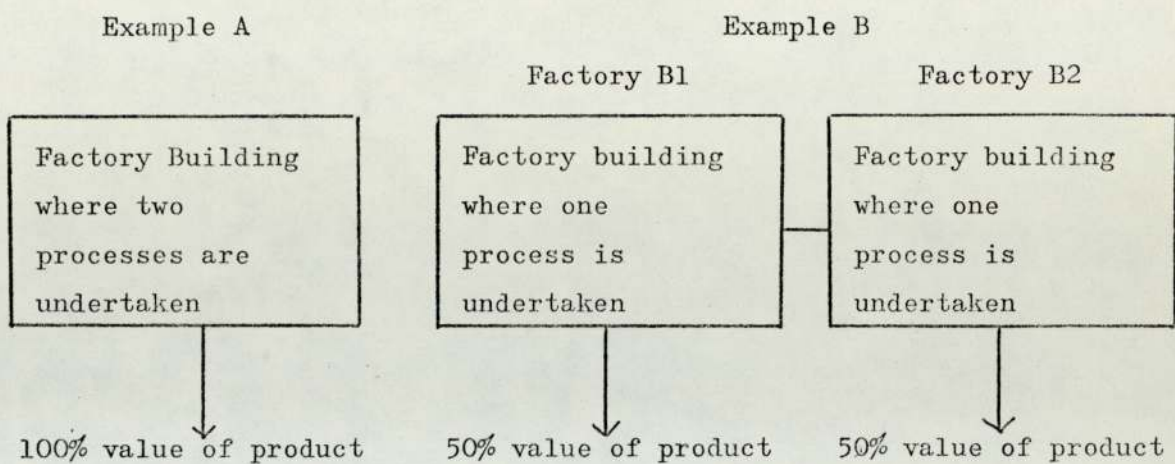 Example A
Factory Building
where two
processes are
undertaken
100% value of product
Example B
Factory B1
Factory building
where one
process is
undertaken
50% value of product
Factory B2
Factory building
where one
process is
undertaken
50% value of product